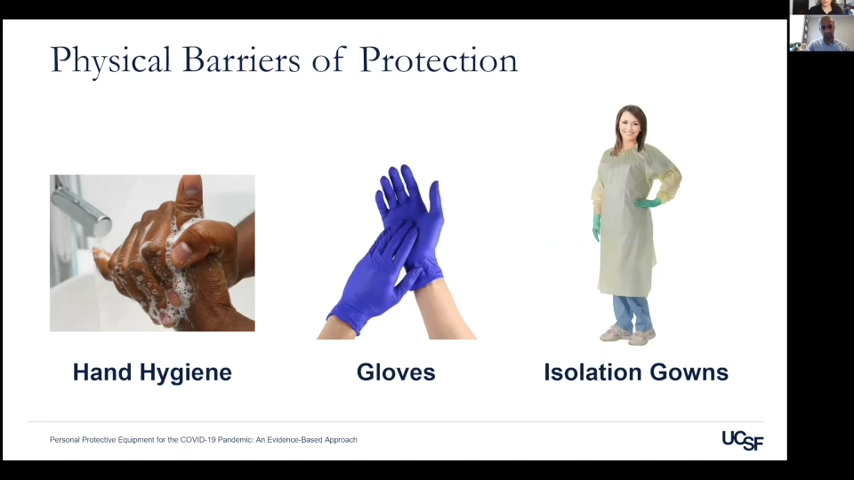 Physical Barriers of Protection
Hand Hygiene
Gloves
Isolation Gowns
Personal Protective Equipment for the COVID-19 Pandemic: An Evidence-Based Approach
UCSF